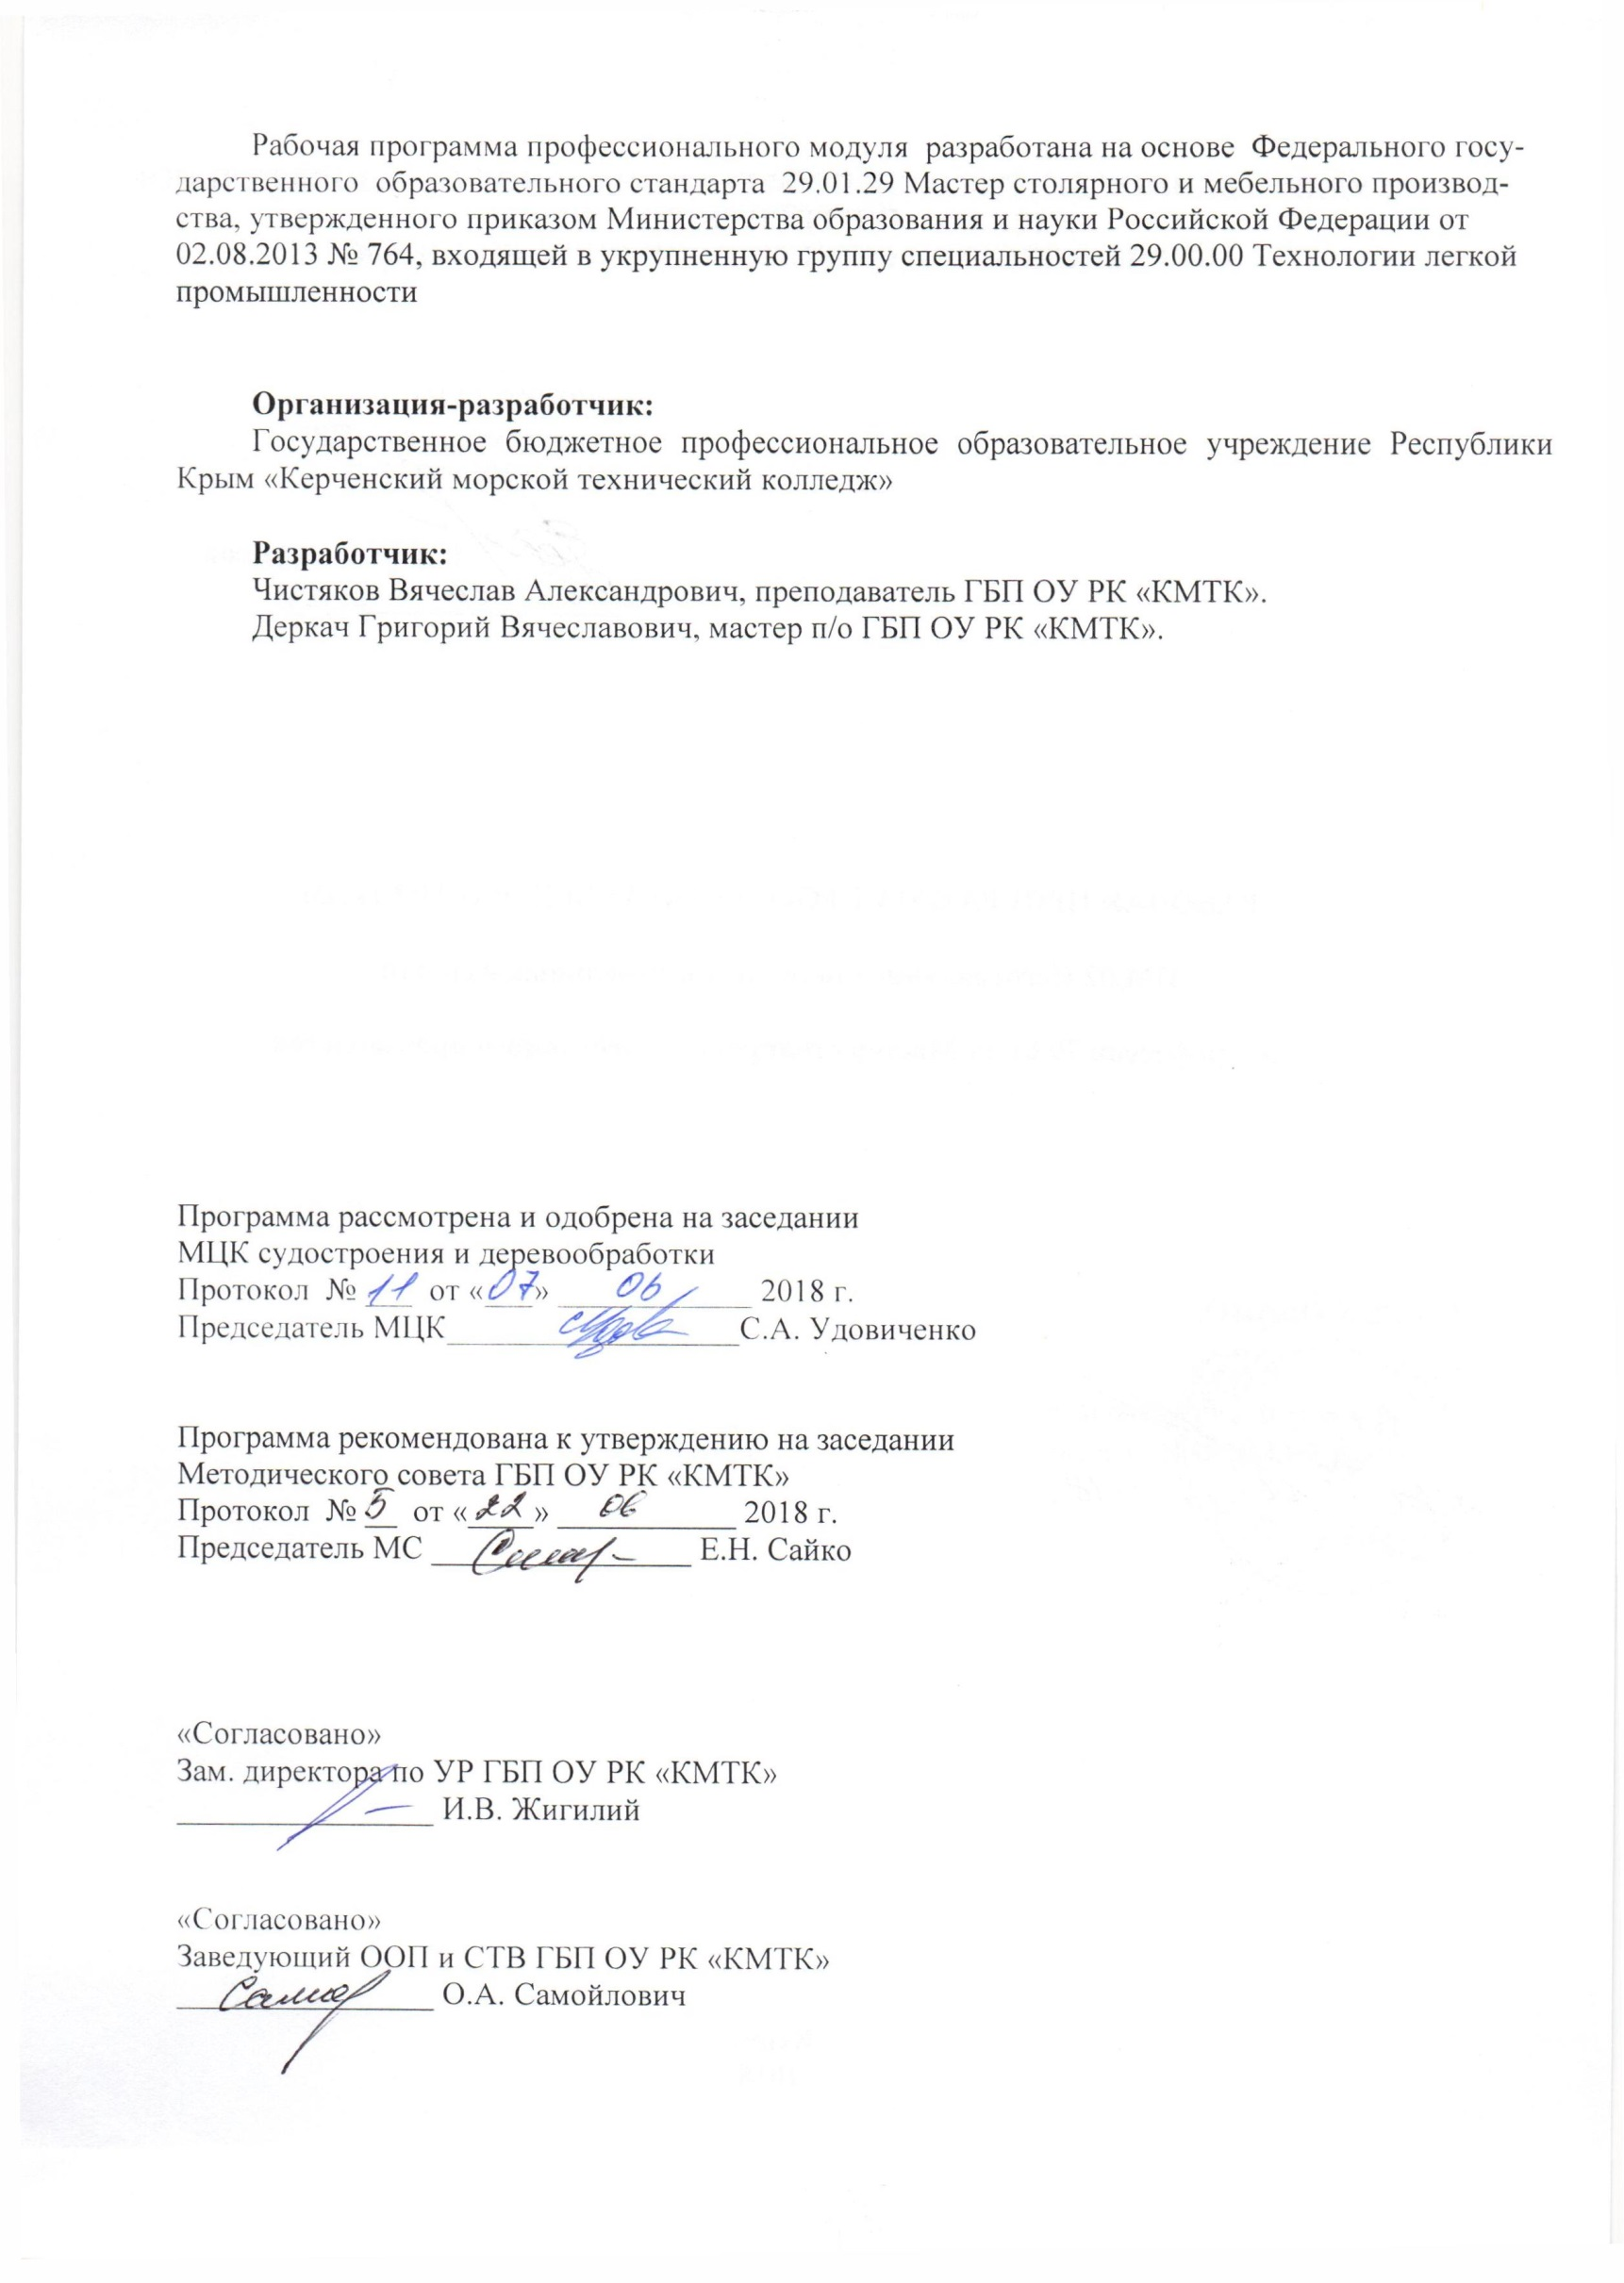 Рабочая программа профессионального модуля разработана на основе Федерального госу-
дарственного образовательного стандарта 29.01.29 Мастер столярного и мебельного производ-
ства, утвержденного приказом Министерства образования и науки Российской Федерации от
02.08.2013 № 764, входящей в укрупненную группу специальностей 29.00.00 Технологии легкой
промышленности
Организация-разработчик:
Государственное бюджетное профессиональное образовательное учреждение Республики
Крым «Керченский морской технический колледж»
Разработчик:
Чистяков Вячеслав Александрович, преподаватель ГБП ОУ РК «КМТК».
Деркач Григорий Вячеславович, мастер п/о ГБП ОУ РК «КМТК».
Программа рассмотрена и одобрена на заседании
МЦК судостроения и деревообработки
Протокол № 11 от «07» 06 2018 г.
Председатель МЦК С.А. Удовиченко
Программа рекомендована к утверждению на заседании
Методического совета ГБП ОУ РК «КМТК»
Протокол № 5 от «22» 06 2018 г.
Председатель МС Е.Н. Сайко
«Согласовано»
Зам. директора по УР ГБП ОУ РК «КМТК»
И.В. Жигилий
«Согласовано»
Заведующий ООП и СТВ ГБП ОУ РК «КМТК»
О.А. Самойлович